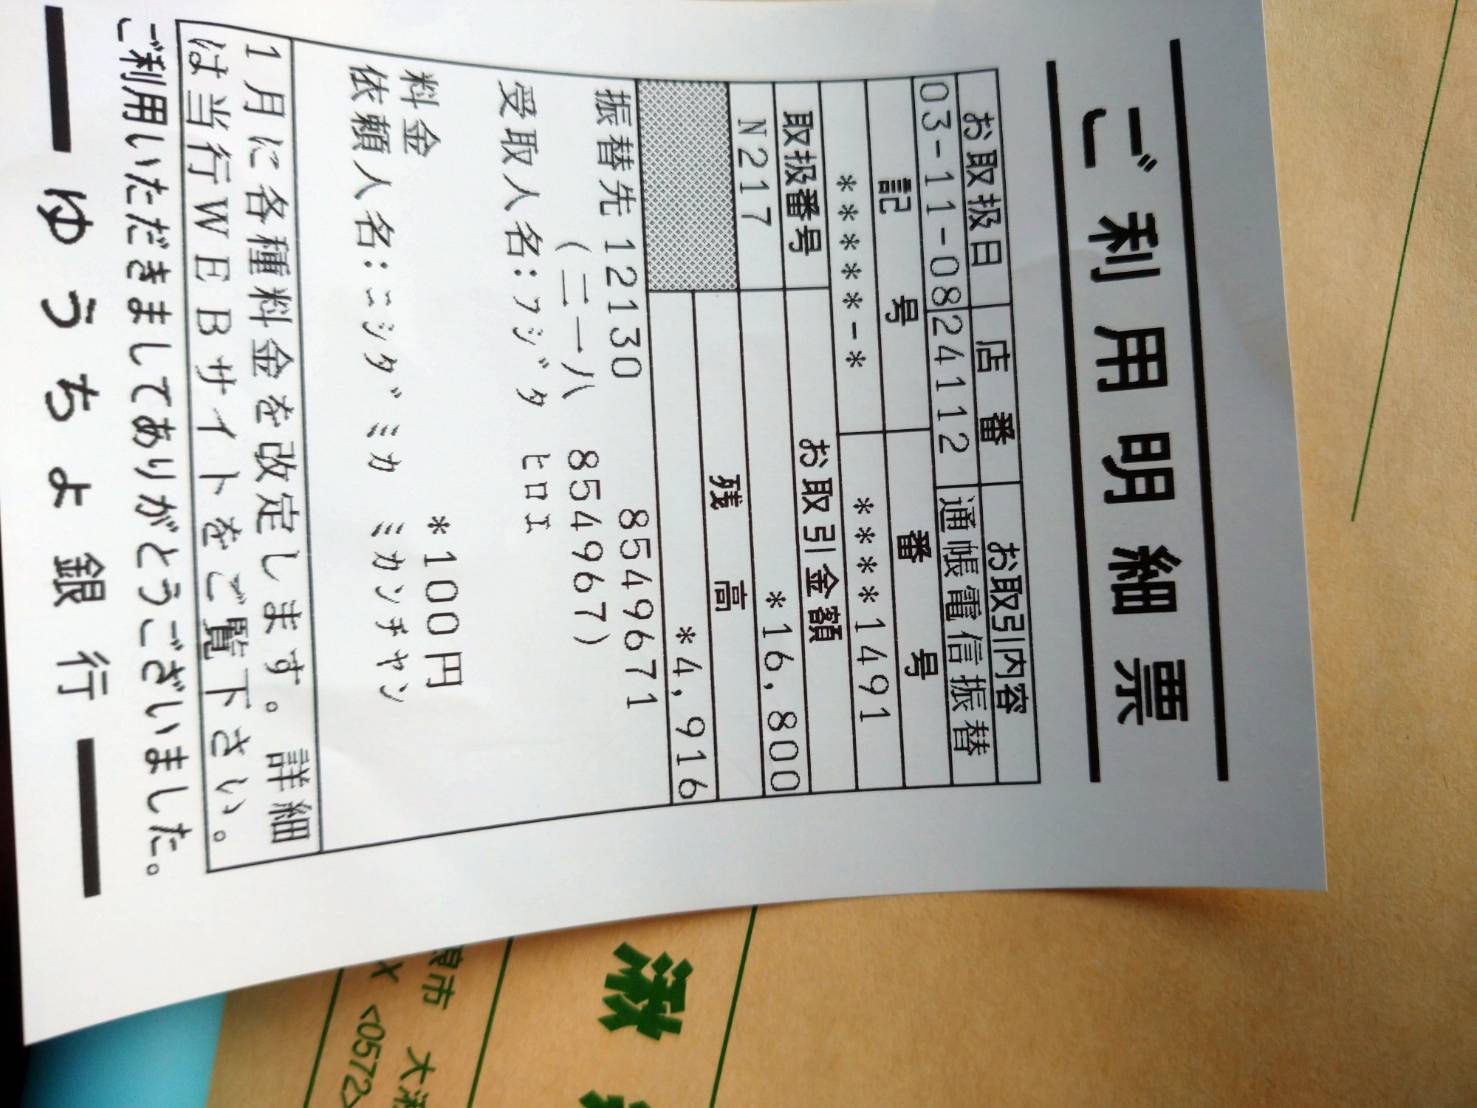 ご利用明細票
お取扱日 店番 お取引内容
03-11-08 24112 通帳電信振替
記号 番号
*****-* ****1491
取扱番号 お取引金額
N217 *16,800
残高
*4,916
振替先 12130 8549671
(二一八 854967)
受取人名:フジタ ヒロエ
料金 *100円
依頼人名:ニシダ ミカ ミカンチヤン
1月に各種料金を改定します。詳細
は当行WEBサイトをご覧下さい。
ご利用いただきましてありがとうございました。
ゆうちょ銀行
市 大
X <0572>